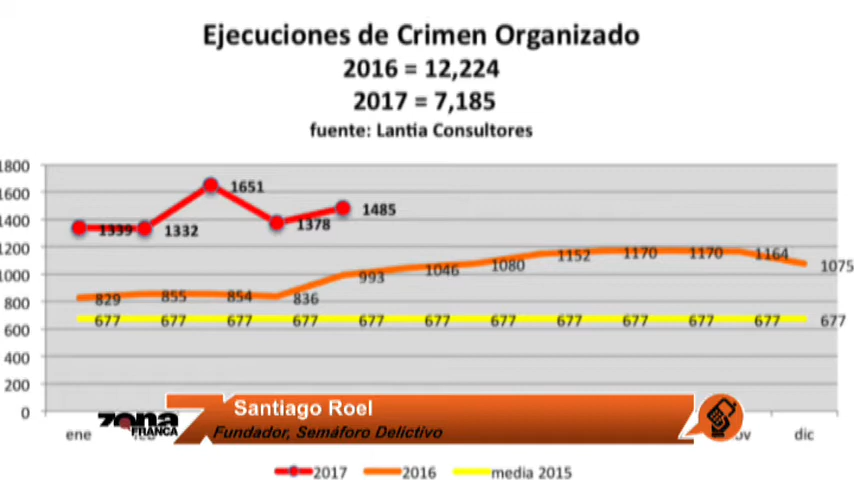 Ejecuciones de Crimen Organizado
2016 = 12,224
2017 = 7,185
fuente: Lantia Consultores
1800
1600
1400
1200
1000
800
600
400
200
0
1339 1332 1651 1378 1485
829 855 854 836 993 1046 1080 1152 1170 1170 1164 1075
677 677 677 677 677 677 677 677 677 677 677 677
Santiago Roel
Fundador, Semáforo Delictivo
zona
FRANCA
ene dic
2017 2016 media 2015